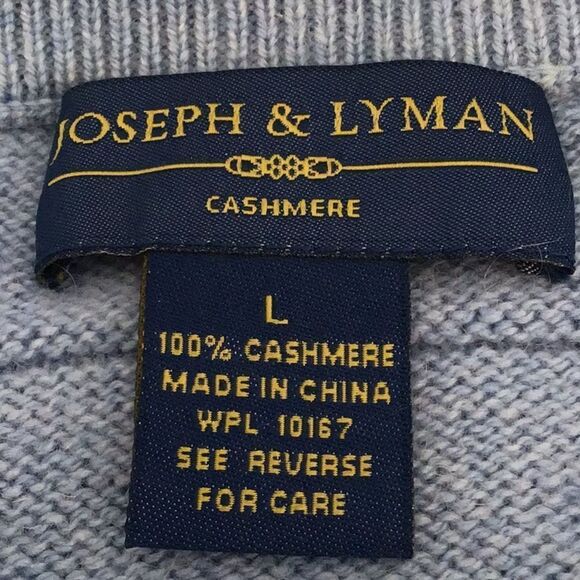 JOSEPH & LYMAN
CASHMERE
L
100% CASHMERE
MADE IN CHINA
WPL 10167
SEE REVERSE
FOR CARE